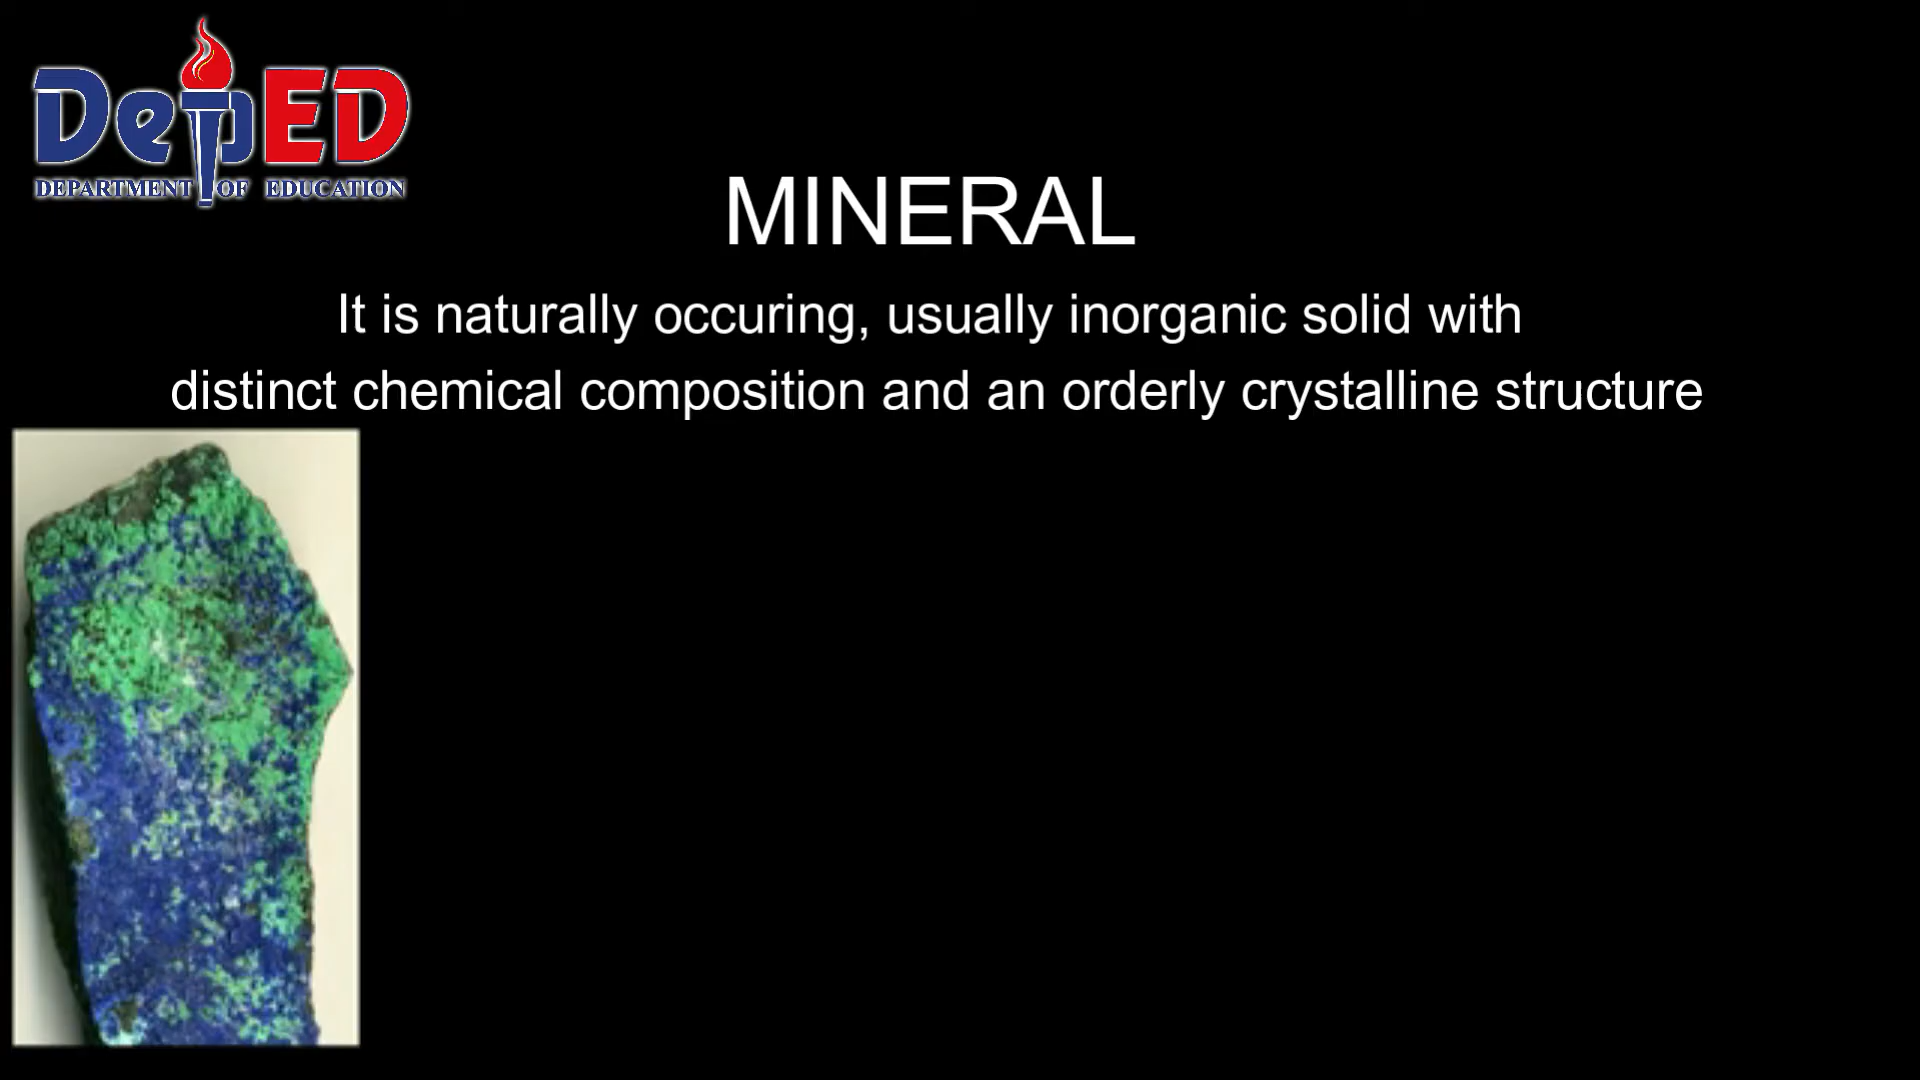 DepED
DEPARTMENT OF EDUCATION
MINERAL
It is naturally occuring, usually inorganic solid with
distinct chemical composition and an orderly crystalline structure